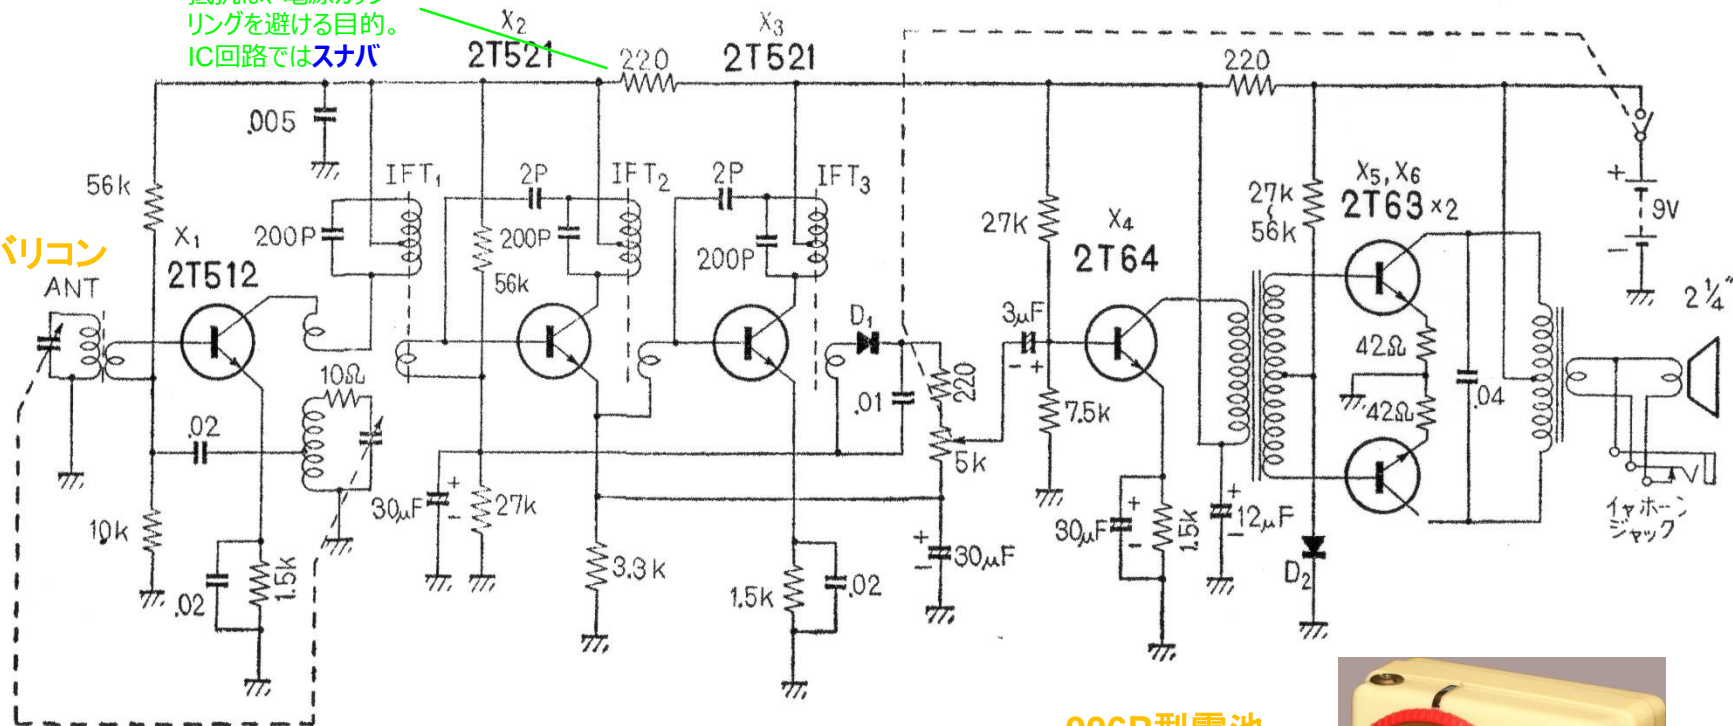 リングを避ける目的。
IC回路ではスナバ
X₂
2T521
220
X₃
2T521
220
.005
56k
IFT₁
2P
IFT₂
2P
IFT₃
X₅, X₆
2T63 ×2
+
9V
−
27k
56k
27K
X₄
2T64
バリコン
ANT
X₁
2T512
200P
200P
56k
200P
D₁
3μF
− +
42Ω
42Ω
2 ¼"
10Ω
.01
220
7.5k
.04
.02
5k
30μF
+
−
27k
10k
.02
1.5k
3.3k
1.5k
.02
+
−
30μF
30μF
+
−
1.5k
+
−
12μF
D₂
イヤホーン
ジャック